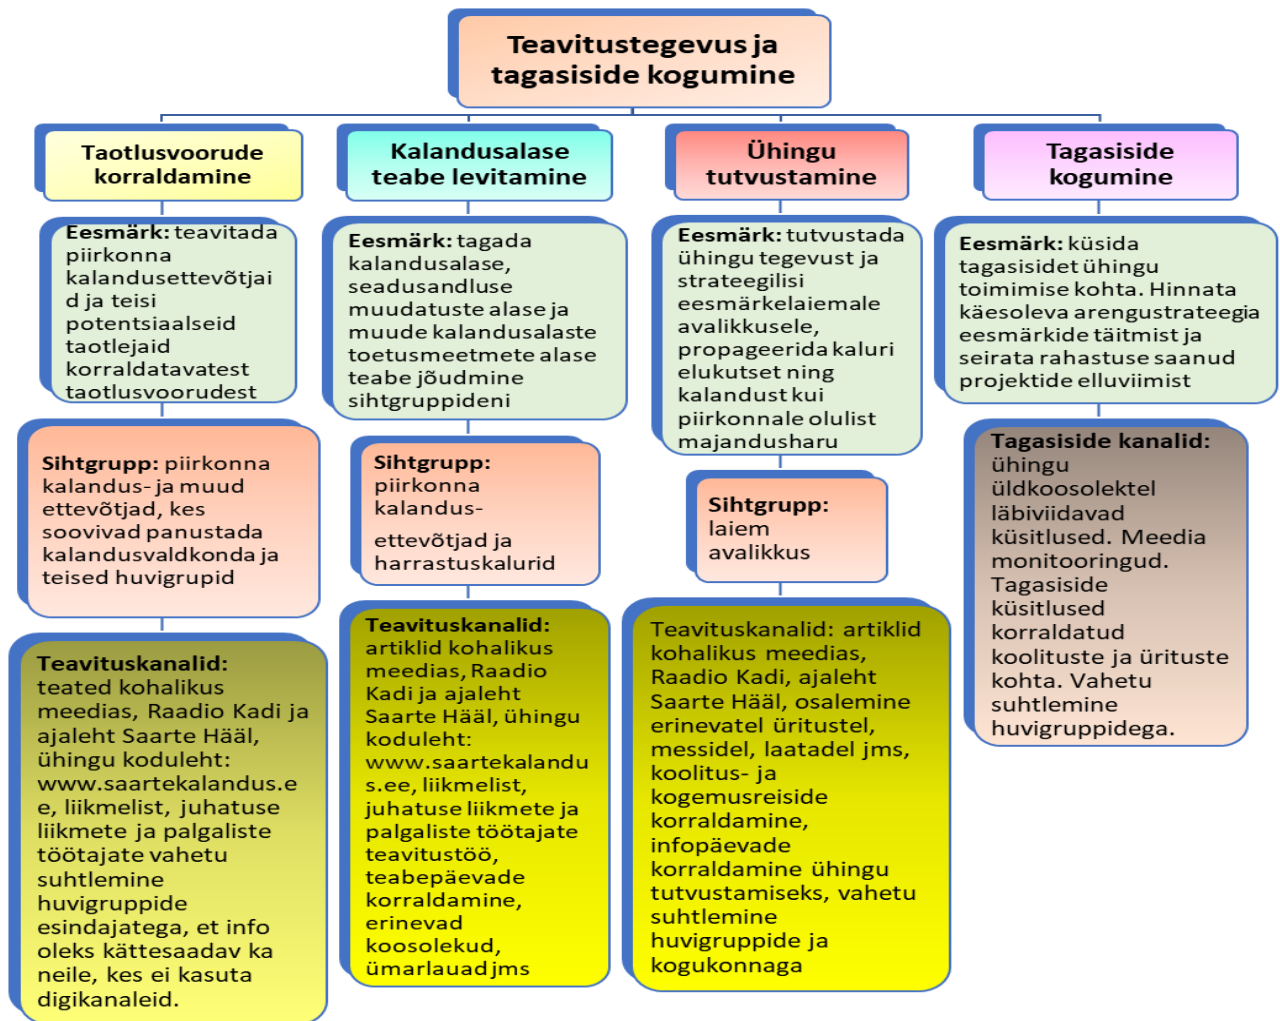 Teavitustegevus ja
tagasiside kogumine
Taotlusvoorude
korraldamine
Eesmärk: teavitada
piirkonna
kalandusettevõtjai
d ja teisi
potentsiaalseid
taotlejaid
korraldatavatest
taotlusvoorudest
Sihtgrupp: piirkonna
kalandus- ja muud
ettevõtjad, kes
soovivad panustada
kalandusvaldkonda ja
teised huvigrupid
Teavituskanalid:
teated kohalikus
meedias, Raadio Kadi ja
ajaleht Saarte Hääl,
ühingu koduleht:
www.saartekalandus.e
e, liikmelist, juhatuse
liikmete ja palgaliste
töötajate vahetu
suhtlemine
huvigruppide
esindajatega, et info
oleks kättesaadav ka
neile, kes ei kasuta
digikanaleid.
Kalandusalase
teabe levitamine
Eesmärk: tagada
kalandusalase,
seadusandluse
muudatuste alase ja
muude kalandusalaste
toetusmeetmete alase
teabe jõudmine
sihtgruppideni
Sihtgrupp:
piirkonna
kalandus-
ettevõtjad ja
harrastuskalurid
Teavituskanalid:
artiklid kohalikus
meedias, Raadio
Kadi ja ajaleht
Saarte Hääl, ühingu
koduleht:
www.saartekalandu
s.ee, liikmelist,
juhatuse liikmete ja
palgaliste töötajate
teavitustöö,
teabepäevade
korraldamine,
erinevad
koosolekud,
ümarlauad jms
Ühingu
tutvustamine
Eesmärk: tutvustada
ühingu tegevust ja
strateegilisi
eesmärkelaiemale
avalikkusele,
propageerida kaluri
elukutset ning
kalandust kui
piirkonnale olulist
majandusharu
Sihtgrupp:
laiem
avalikkus
Teavituskanalid: artiklid
kohalikus meedias,
Raadio Kadi, ajaleht
Saarte Hääl, osalemine
erinevatel üritustel,
messidel, laatadel jms,
koolitus- ja
kogemusreiside
korraldamine,
infopäevade
korraldamine ühingu
tutvustamiseks, vahetu
suhtlemine
huvigruppide ja
kogukonnaga
Tagasiside
kogumine
Eesmärk: küsida
tagasisidet ühingu
toimimise kohta. Hinnata
käesoleva arengustrateegia
eesmärkide täitmist ja
seirata rahastuse saanud
projektide elluviimist
Tagasiside kanalid:
ühingu
üldkoosolektel
läbiviidavad
küsitlused. Meedia
monitooringud.
Tagasiside
küsitlused
korraldatud
koolituste ja ürituste
kohta. Vahetu
suhtlemine
huvigruppidega.